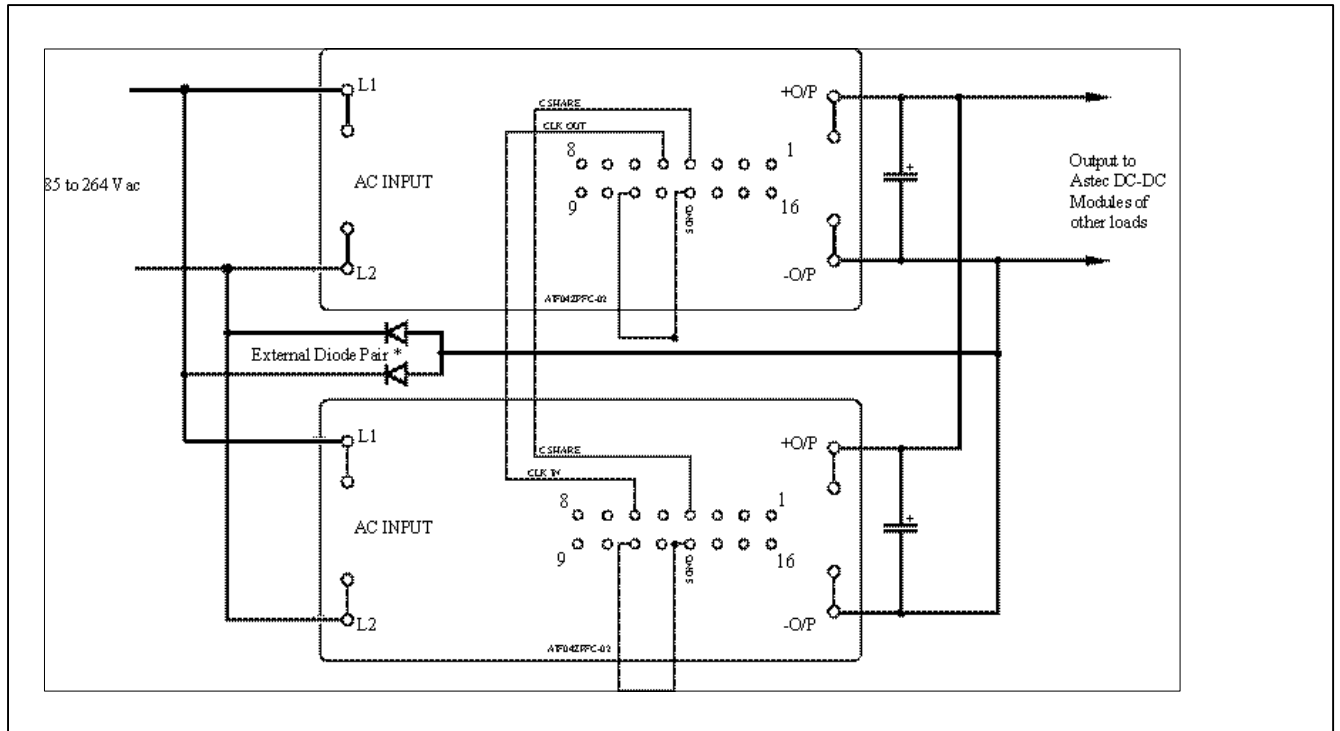 L1
+O/P
C SHARE
CLK OUT
8
1
85 to 264 V ac
AC INPUT
Output to
Astec DC-DC
Modules of
other loads
9
16
GNDS
L2
-O/P
External Diode Pair *
L1
+O/P
C SHARE
CLK IN
8
1
AC INPUT
9
16
GNDS
L2
-O/P